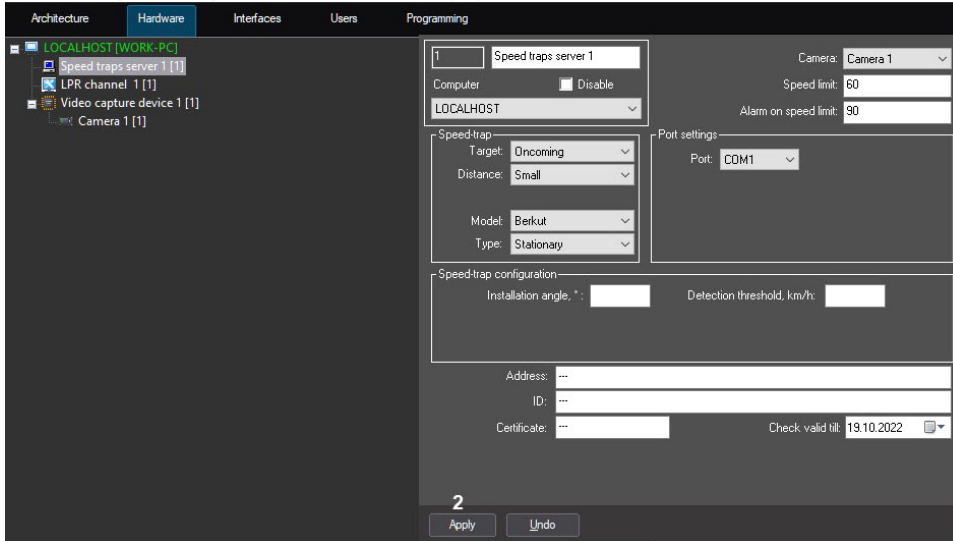 Architecture Hardware Interfaces Users Programming
LOCALHOST [WORK-PC]
Speed traps server 1 [1]
LPR channel 1 [1]
Video capture device 1 [1]
Camera 1 [1]
1 Speed traps server 1
Computer Disable
LOCALHOST
Camera: Camera 1
Speed limit: 60
Alarm on speed limit: 90
Speed-trap
Target: Oncoming
Distance: Small
Model: Berkut
Type: Stationary
Port settings
Port: COM1
Speed-trap configuration
Installation angle, * : Detection threshold, km/h:
Address: ---
ID: ---
Certificate: --- Check valid till: 19.10.2022
2
Apply Undo